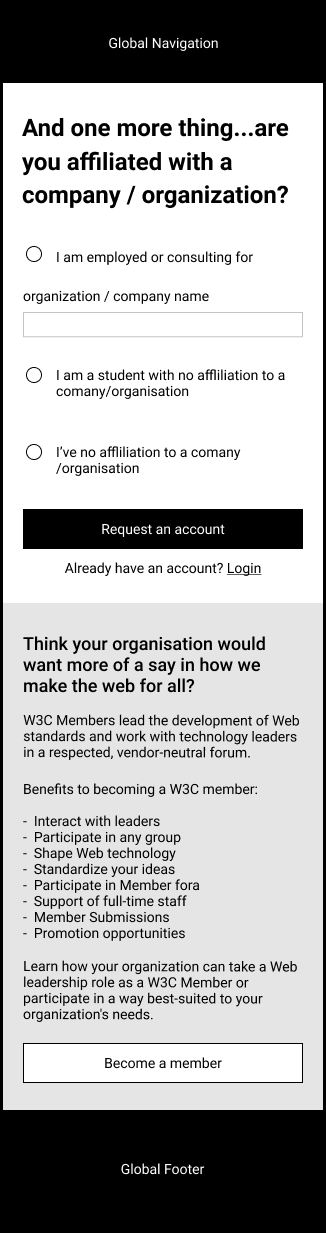 Global Navigation
And one more thing...are
you affiliated with a
company / organization?
I am employed or consulting for
organization / company name
I am a student with no affliliation to a
comany/organisation
I've no affliliation to a comany
/organisation
Request an account
Already have an account? Login
Think your organisation would
want more of a say in how we
make the web for all?
W3C Members lead the development of Web
standards and work with technology leaders
in a respected, vendor-neutral forum.
Benefits to becoming a W3C member:
- Interact with leaders
- Participate in any group
- Shape Web technology
- Standardize your ideas
- Participate in Member fora
- Support of full-time staff
- Member Submissions
- Promotion opportunities
Learn how your organization can take a Web
leadership role as a W3C Member or
participate in a way best-suited to your
organization's needs.
Become a member
Global Footer